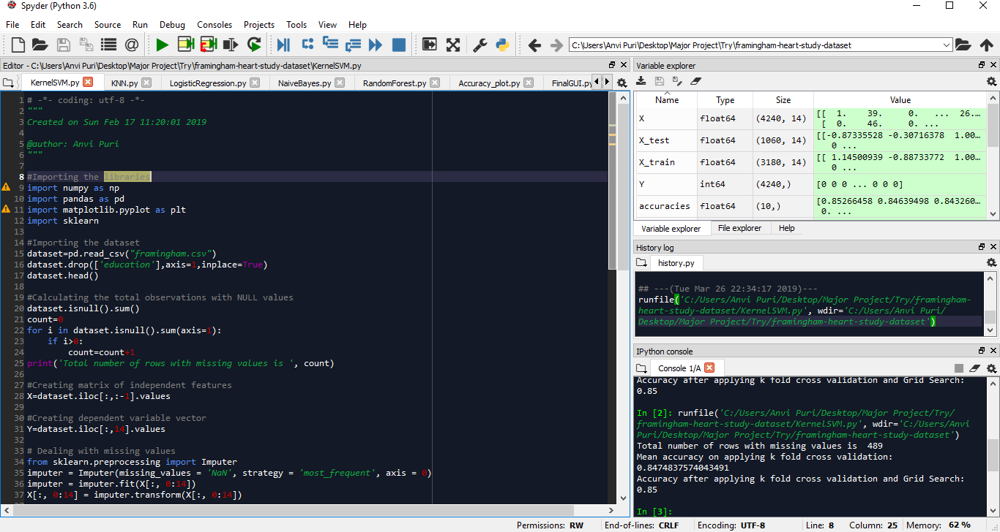 Spyder (Python 3.6)
File Edit Search Source Run Debug Consoles Projects Tools View Help
C:\Users\Anvi Puri\Desktop\Major Project\Try\framingham-heart-study-dataset
Editor - C:\Users\Anvi Puri\Desktop\Major Project\Try\framingham-heart-study-dataset\KernelSVM.py
KernelSVM.py KNN.py LogisticRegression.py NaiveBayes.py RandomForest.py Accuracy_plot.py FinalGUI.py
1 # -*- coding: utf-8 -*-
2 """
3 Created on Sun Feb 17 11:20:01 2019
4
5 @author: Anvi Puri
6 """
7
8 #Importing the libraries
9 import numpy as np
10 import pandas as pd
11 import matplotlib.pyplot as plt
12 import sklearn
13
14 #Importing the dataset
15 dataset=pd.read_csv("framingham.csv")
16 dataset.drop(['education'],axis=1,inplace=True)
17 dataset.head()
18
19 #Calculating the total observations with NULL values
20 dataset.isnull().sum()
21 count=0
22 for i in dataset.isnull().sum(axis=1):
23     if i>0:
24         count=count+1
25 print('Total number of rows with missing values is ', count)
26
27 #Creating matrix of independent features
28 X=dataset.iloc[:,:-1].values
29
30 #Creating dependent variable vector
31 Y=dataset.iloc[:,14].values
32
33 # Dealing with missing values
34 from sklearn.preprocessing import Imputer
35 imputer = Imputer(missing_values = 'NaN', strategy = 'most_frequent', axis = 0)
36 imputer = imputer.fit(X[:, 0:14])
37 X[:, 0:14] = imputer.transform(X[:, 0:14])
Variable explorer
Name Type Size Value
X float64 (4240, 14) [[ 1. 39. 0. ... 26.…
[ 0. 46. 0. ...
X_test float64 (1060, 14) [[-0.87335528 -0.30716378 1.00…
0 ...
X_train float64 (3180, 14) [[ 1.14500939 -0.88733772 1.00…
0 ...
Y int64 (4240,) [0 0 0 ... 0 0 0]
accuracies float64 (10,) [0.85266458 0.84639498 0.843260…
0. ...
Variable explorer File explorer Help
History log
history.py
## ---(Tue Mar 26 22:34:17 2019)---
runfile('C:/Users/Anvi Puri/Desktop/Major Project/Try/framingham-
heart-study-dataset/KernelSVM.py', wdir='C:/Users/Anvi Puri/
Desktop/Major Project/Try/framingham-heart-study-dataset')
IPython console
Console 1/A
Accuracy after applying k fold cross validation and Grid Search:
0.85
In [2]: runfile('C:/Users/Anvi Puri/Desktop/Major Project/Try/
framingham-heart-study-dataset/KernelSVM.py', wdir='C:/Users/Anvi
Puri/Desktop/Major Project/Try/framingham-heart-study-dataset')
Total number of rows with missing values is  489
Mean accuracy on applying k fold cross validation:
0.8474837574043491
Accuracy after applying k fold cross validation and Grid Search:
0.85
In [3]:
Permissions: RW End-of-lines: CRLF Encoding: UTF-8 Line: 8 Column: 25 Memory: 62 %